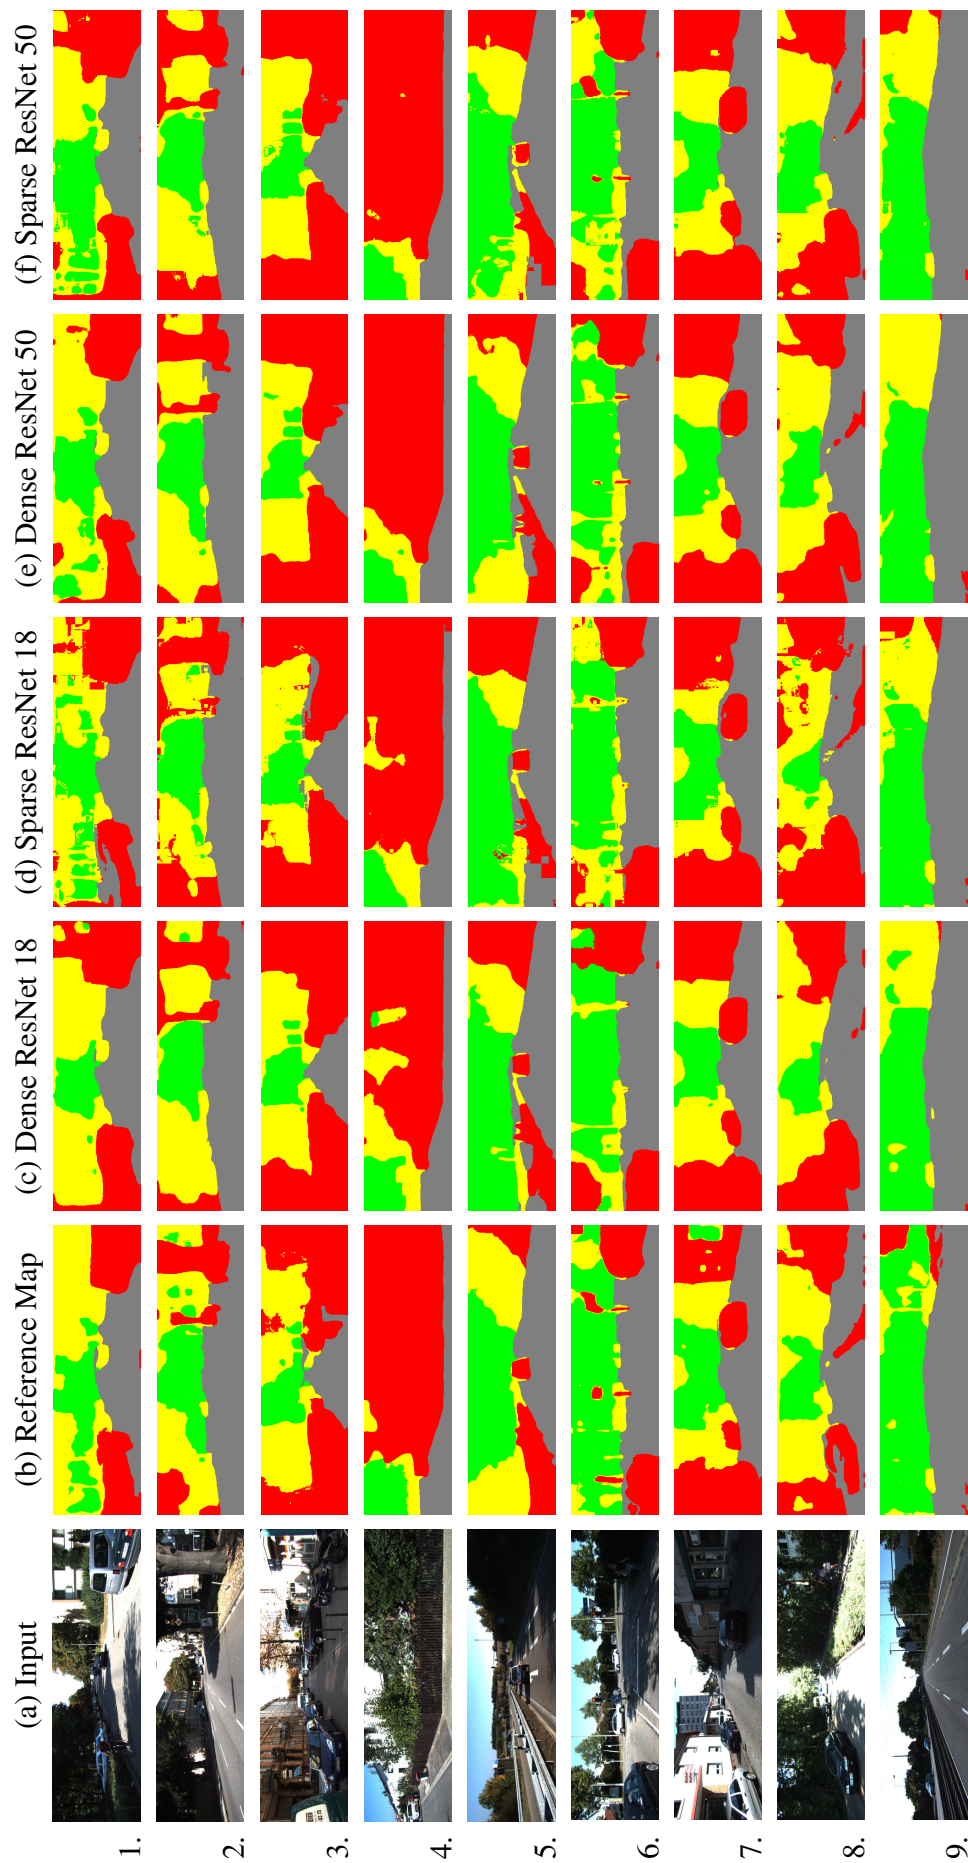 (a) Input
(b) Reference Map
(c) Dense ResNet 18
(d) Sparse ResNet 18
(e) Dense ResNet 50
(f) Sparse ResNet 50
1.
2.
3.
4.
5.
6.
7.
8.
9.